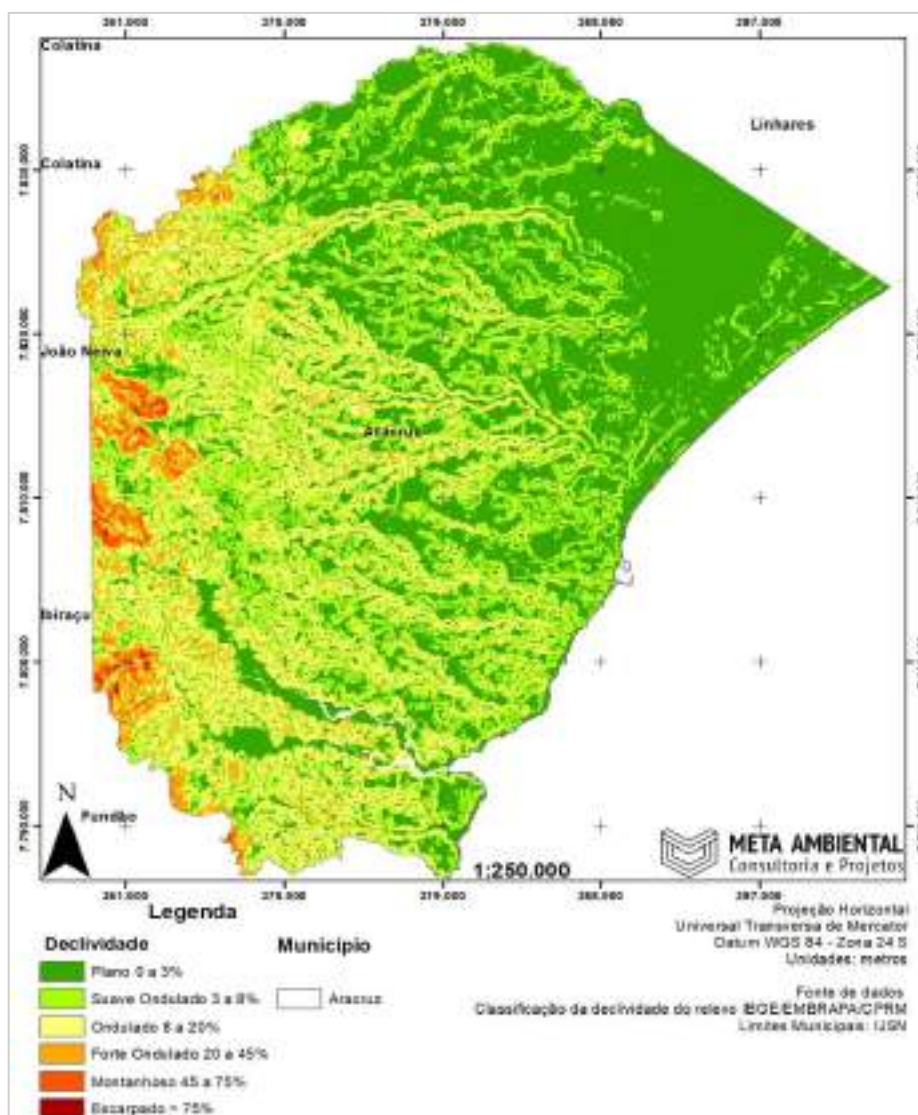 Colatina
Linhares
Colatina
João Neiva
Aracruz
Ibiraçu
Fundão
N
1:250.000
META AMBIENTAL
Consultoria e Projetos
Legenda
Declividade
Plano 0 a 3%
Suave Ondulado 3 a 8%
Ondulado 8 a 20%
Forte Ondulado 20 a 45%
Montanhoso 45 a 75%
Escarpado > 75%
Município
Aracruz
Projeção Horizontal
Universal Transversa de Mercator
Datum WGS 84 - Zona 24 S
Unidades: metros
Fonte de dados
Classificação da declividade do relevo IBGE/EMBRAPA/CPRM
Limites Municipais: IJSN